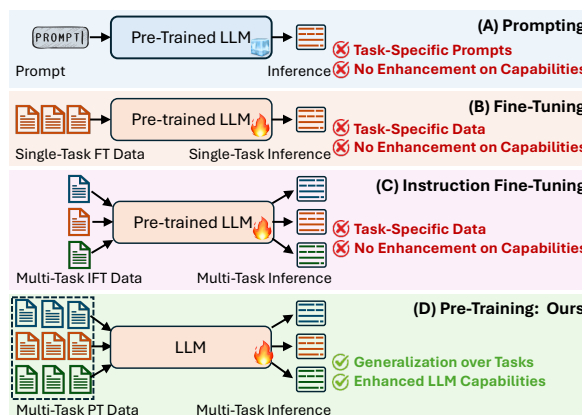 (A) Prompting
PROMPT
Pre-Trained LLM
Task-Specific Prompts
No Enhancement on Capabilities
Prompt
Inference
(B) Fine-Tuning
Pre-trained LLM
Task-Specific Data
No Enhancement on Capabilities
Single-Task FT Data
Single-Task Inference
(C) Instruction Fine-Tuning
Pre-trained LLM
Task-Specific Data
No Enhancement on Capabilities
Multi-Task IFT Data
Multi-Task Inference
(D) Pre-Training: Ours
LLM
Generalization over Tasks
Enhanced LLM Capabilities
Multi-Task PT Data
Multi-Task Inference